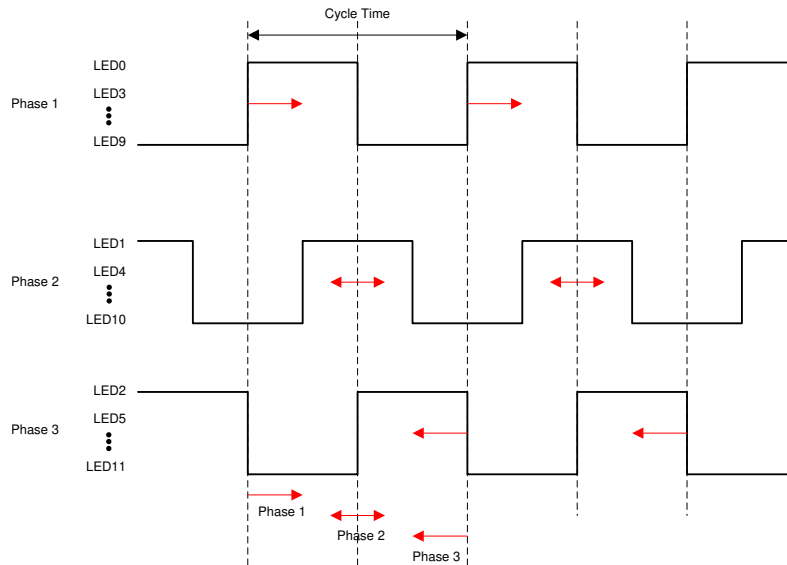 Cycle Time
LED0
Phase 1
LED3
LED9
LED1
Phase 2
LED4
LED10
LED2
Phase 3
LED5
LED11
Phase 1
Phase 2
Phase 3